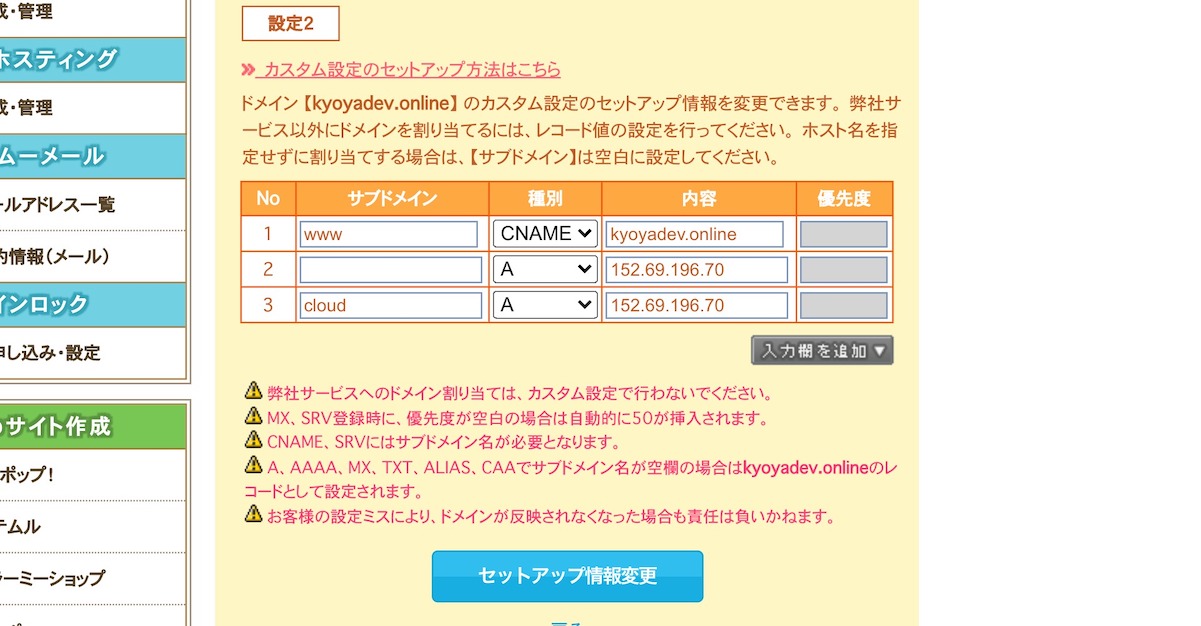 成・管理
ホスティング
成・管理
ムーメール
ールアドレス一覧
約情報(メール)
インロック
申し込み・設定
サイト作成
ポップ！
テムル
ラーミーショップ
設定2
カスタム設定のセットアップ方法はこちら
ドメイン【kyoyadev.online】のカスタム設定のセットアップ情報を変更できます。弊社サ
ービス以外にドメインを割り当てるには、レコード値の設定を行ってください。ホスト名を指
定せずに割り当てする場合は、【サブドメイン】は空白に設定してください。
No サブドメイン 種別 内容 優先度
1 www CNAME kyoyadev.online
2 A 152.69.196.70
3 cloud A 152.69.196.70
入力欄を追加▼
弊社サービスへのドメイン割り当ては、カスタム設定で行わないでください。
MX、SRV登録時に、優先度が空白の場合は自動的に50が挿入されます。
CNAME、SRVにはサブドメイン名が必要となります。
A、AAAA、MX、TXT、ALIAS、CAAでサブドメイン名が空欄の場合はkyoyadev.onlineのレ
コードとして設定されます。
お客様の設定ミスにより、ドメインが反映されなくなった場合も責任は負いかねます。
セットアップ情報変更